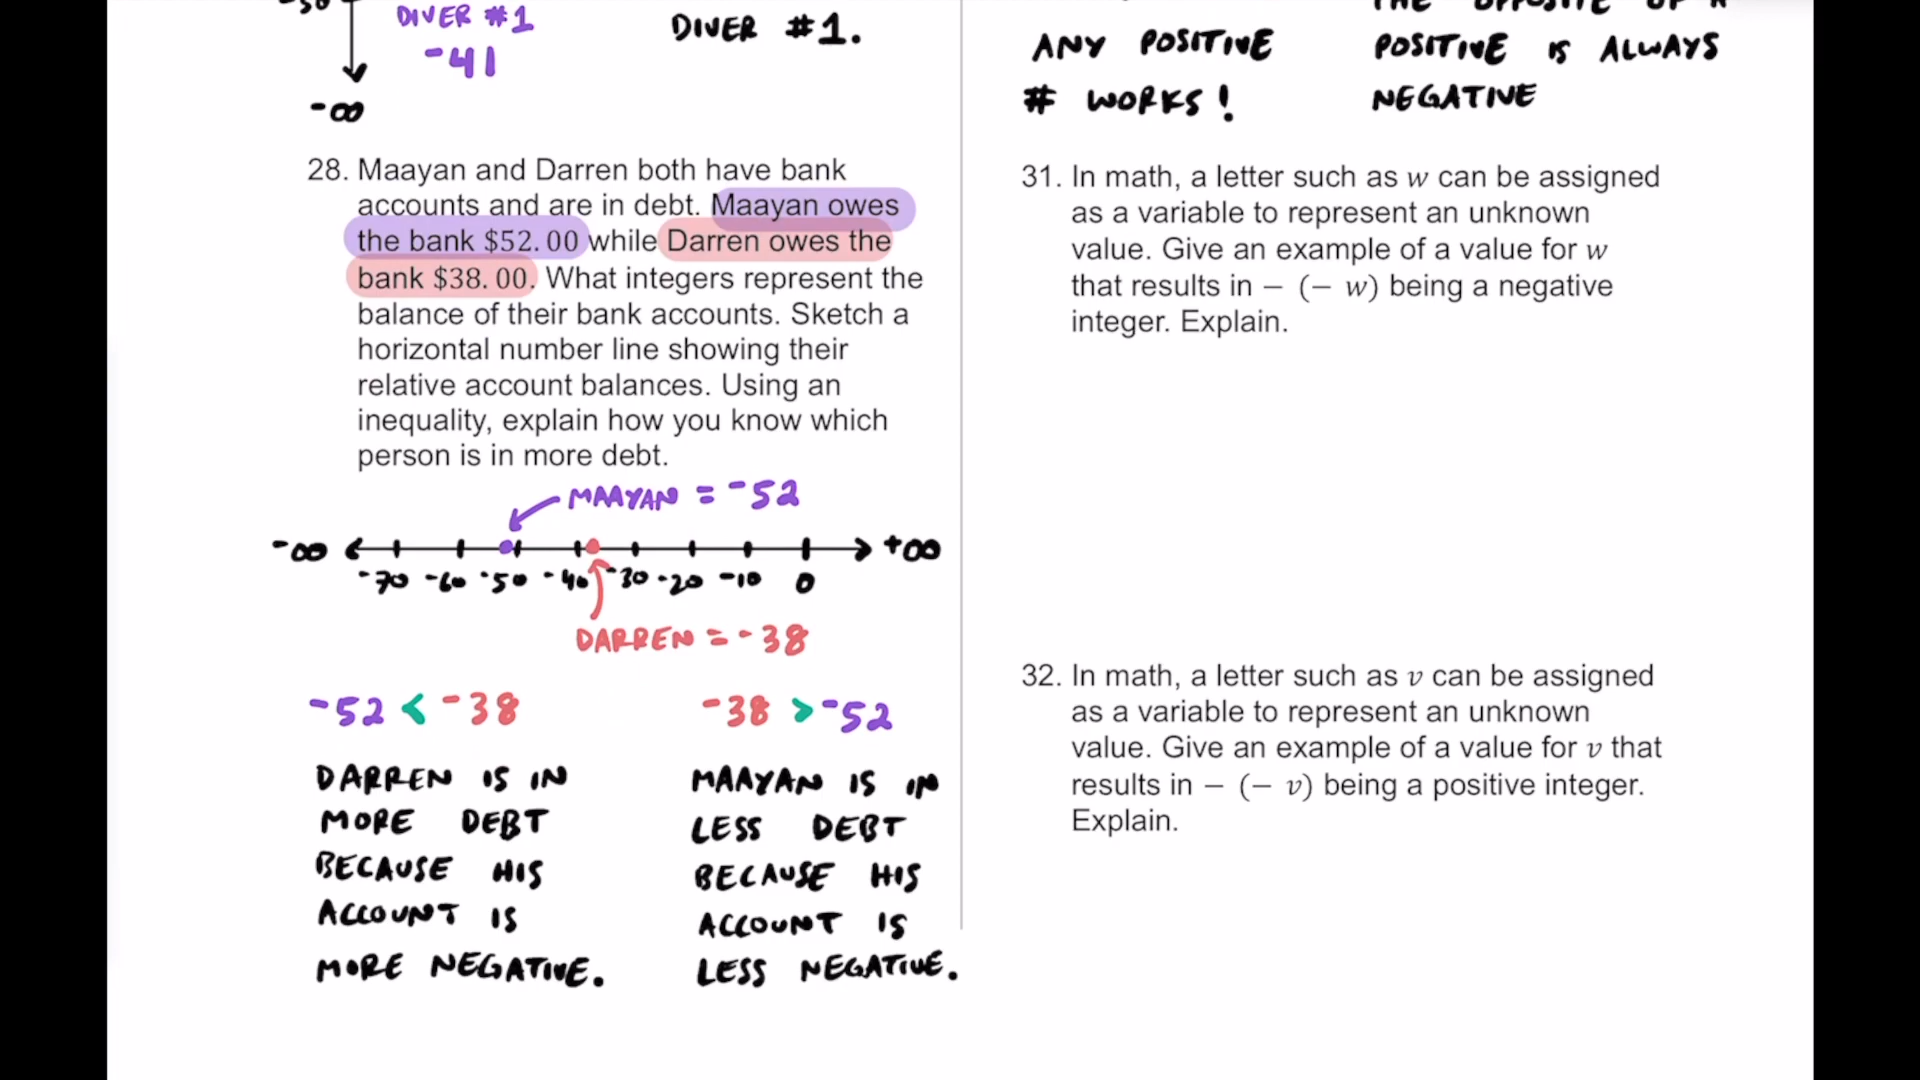 DIVER #1
-41
-∞
DIVER #1.
28. Maayan and Darren both have bank
accounts and are in debt. Maayan owes
the bank $52.00 while Darren owes the
bank $38.00. What integers represent the
balance of their bank accounts. Sketch a
horizontal number line showing their
relative account balances. Using an
inequality, explain how you know which
person is in more debt.
MAAYAN = -52
-∞ +∞
-70 -60 -50 -40 -30 -20 -10 0
DARREN = -38
-52 < -38
DARREN IS IN
MORE DEBT
BECAUSE HIS
ACCOUNT IS
MORE NEGATIVE.
-38 > -52
MAAYAN IS IN
LESS DEBT
BECAUSE HIS
ACCOUNT IS
LESS NEGATIVE.
ANY POSITIVE
# WORKS!
POSITIVE IS ALWAYS
NEGATIVE
31. In math, a letter such as w can be assigned
as a variable to represent an unknown
value. Give an example of a value for w
that results in − (− w) being a negative
integer. Explain.
32. In math, a letter such as v can be assigned
as a variable to represent an unknown
value. Give an example of a value for v that
results in − (− v) being a positive integer.
Explain.